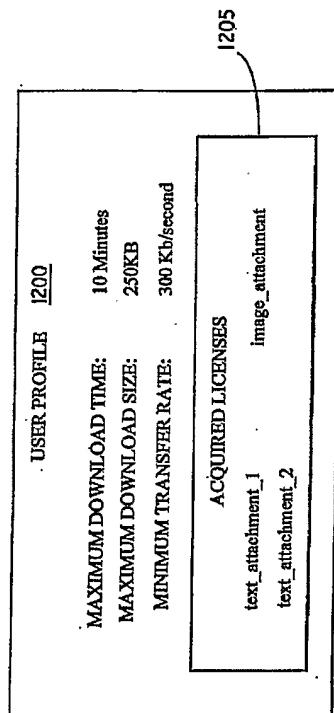 USER PROFILE 1200
MAXIMUM DOWNLOAD TIME: 10 Minutes
MAXIMUM DOWNLOAD SIZE: 250KB
MINIMUM TRANSFER RATE: 300 Kb/second
ACQUIRED LICENSES
text_attachment_1 image_attachment
text_attachment_2
1205